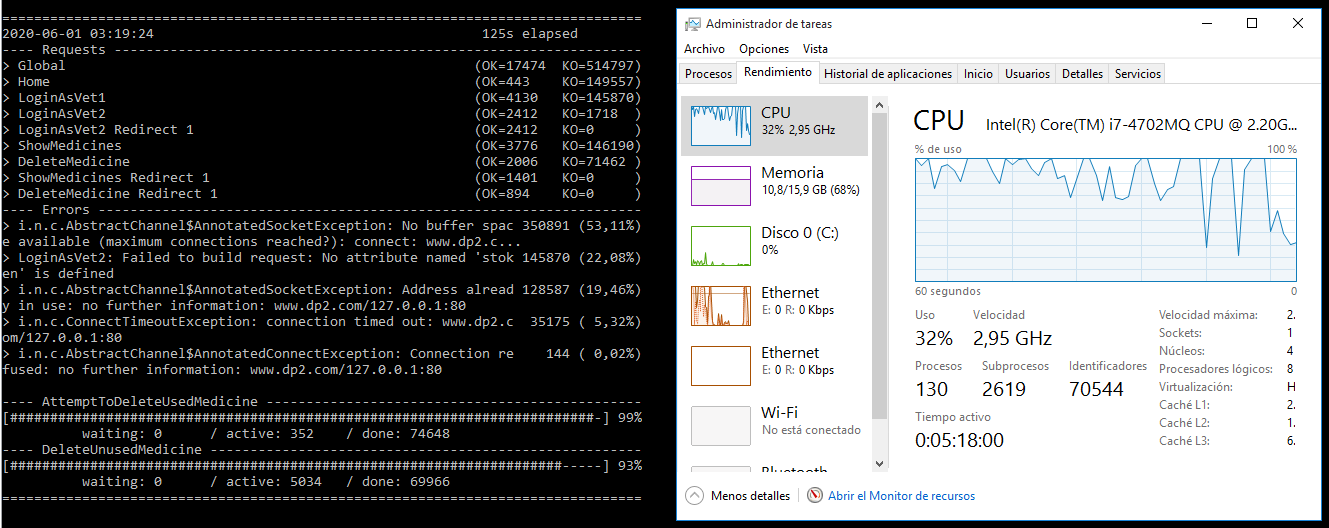 ================================================================================
2020-06-01 03:19:24                                         125s elapsed
---- Requests ------------------------------------------------------------------
> Global                                                   (OK=17474  KO=514797)
> Home                                                     (OK=443    KO=149557)
> LoginAsVet1                                              (OK=4130   KO=145870)
> LoginAsVet2                                              (OK=2412   KO=1718  )
> LoginAsVet2 Redirect 1                                   (OK=2412   KO=0     )
> ShowMedicines                                            (OK=3776   KO=146190)
> DeleteMedicine                                           (OK=2006   KO=71462 )
> ShowMedicines Redirect 1                                 (OK=1401   KO=0     )
> DeleteMedicine Redirect 1                                (OK=894    KO=0     )
---- Errors --------------------------------------------------------------------
> i.n.c.AbstractChannel$AnnotatedSocketException: No buffer spac 350891 (53,11%)
e available (maximum connections reached?): connect: www.dp2.c...
> LoginAsVet2: Failed to build request: No attribute named 'stok 145870 (22,08%)
en' is defined
> i.n.c.AbstractChannel$AnnotatedSocketException: Address alread 128587 (19,46%)
y in use: no further information: www.dp2.com/127.0.0.1:80
> i.n.c.ConnectTimeoutException: connection timed out: www.dp2.c  35175 ( 5,32%)
om/127.0.0.1:80
> i.n.c.AbstractChannel$AnnotatedConnectException: Connection re    144 ( 0,02%)
fused: no further information: www.dp2.com/127.0.0.1:80
---- AttemptToDeleteUsedMedicine -----------------------------------------------
[#########################################################################-] 99%
waiting: 0      / active: 352    / done: 74648
---- DeleteUnusedMedicine ------------------------------------------------------
[#####################################################################-----] 93%
waiting: 0      / active: 5034   / done: 69966
================================================================================
Administrador de tareas
Archivo Opciones Vista
Procesos Rendimiento Historial de aplicaciones Inicio Usuarios Detalles Servicios
CPU
32% 2,95 GHz
Memoria
10,8/15,9 GB (68%)
Disco 0 (C:)
0%
Ethernet
E: 0 R: 0 Kbps
Ethernet
E: 0 R: 0 Kbps
Wi-Fi
No está conectado
Bluetooth
CPU Intel(R) Core(TM) i7-4702MQ CPU @ 2.20G...
% de uso 100 %
60 segundos 0
Uso Velocidad
32% 2,95 GHz
Procesos Subprocesos Identificadores
130 2619 70544
Tiempo activo
0:05:18:00
Velocidad máxima: 2.
Sockets: 1
Núcleos: 4
Procesadores lógicos: 8
Virtualización: H
Caché L1: 2.
Caché L2: 1.
Caché L3: 6.
Menos detalles Abrir el Monitor de recursos